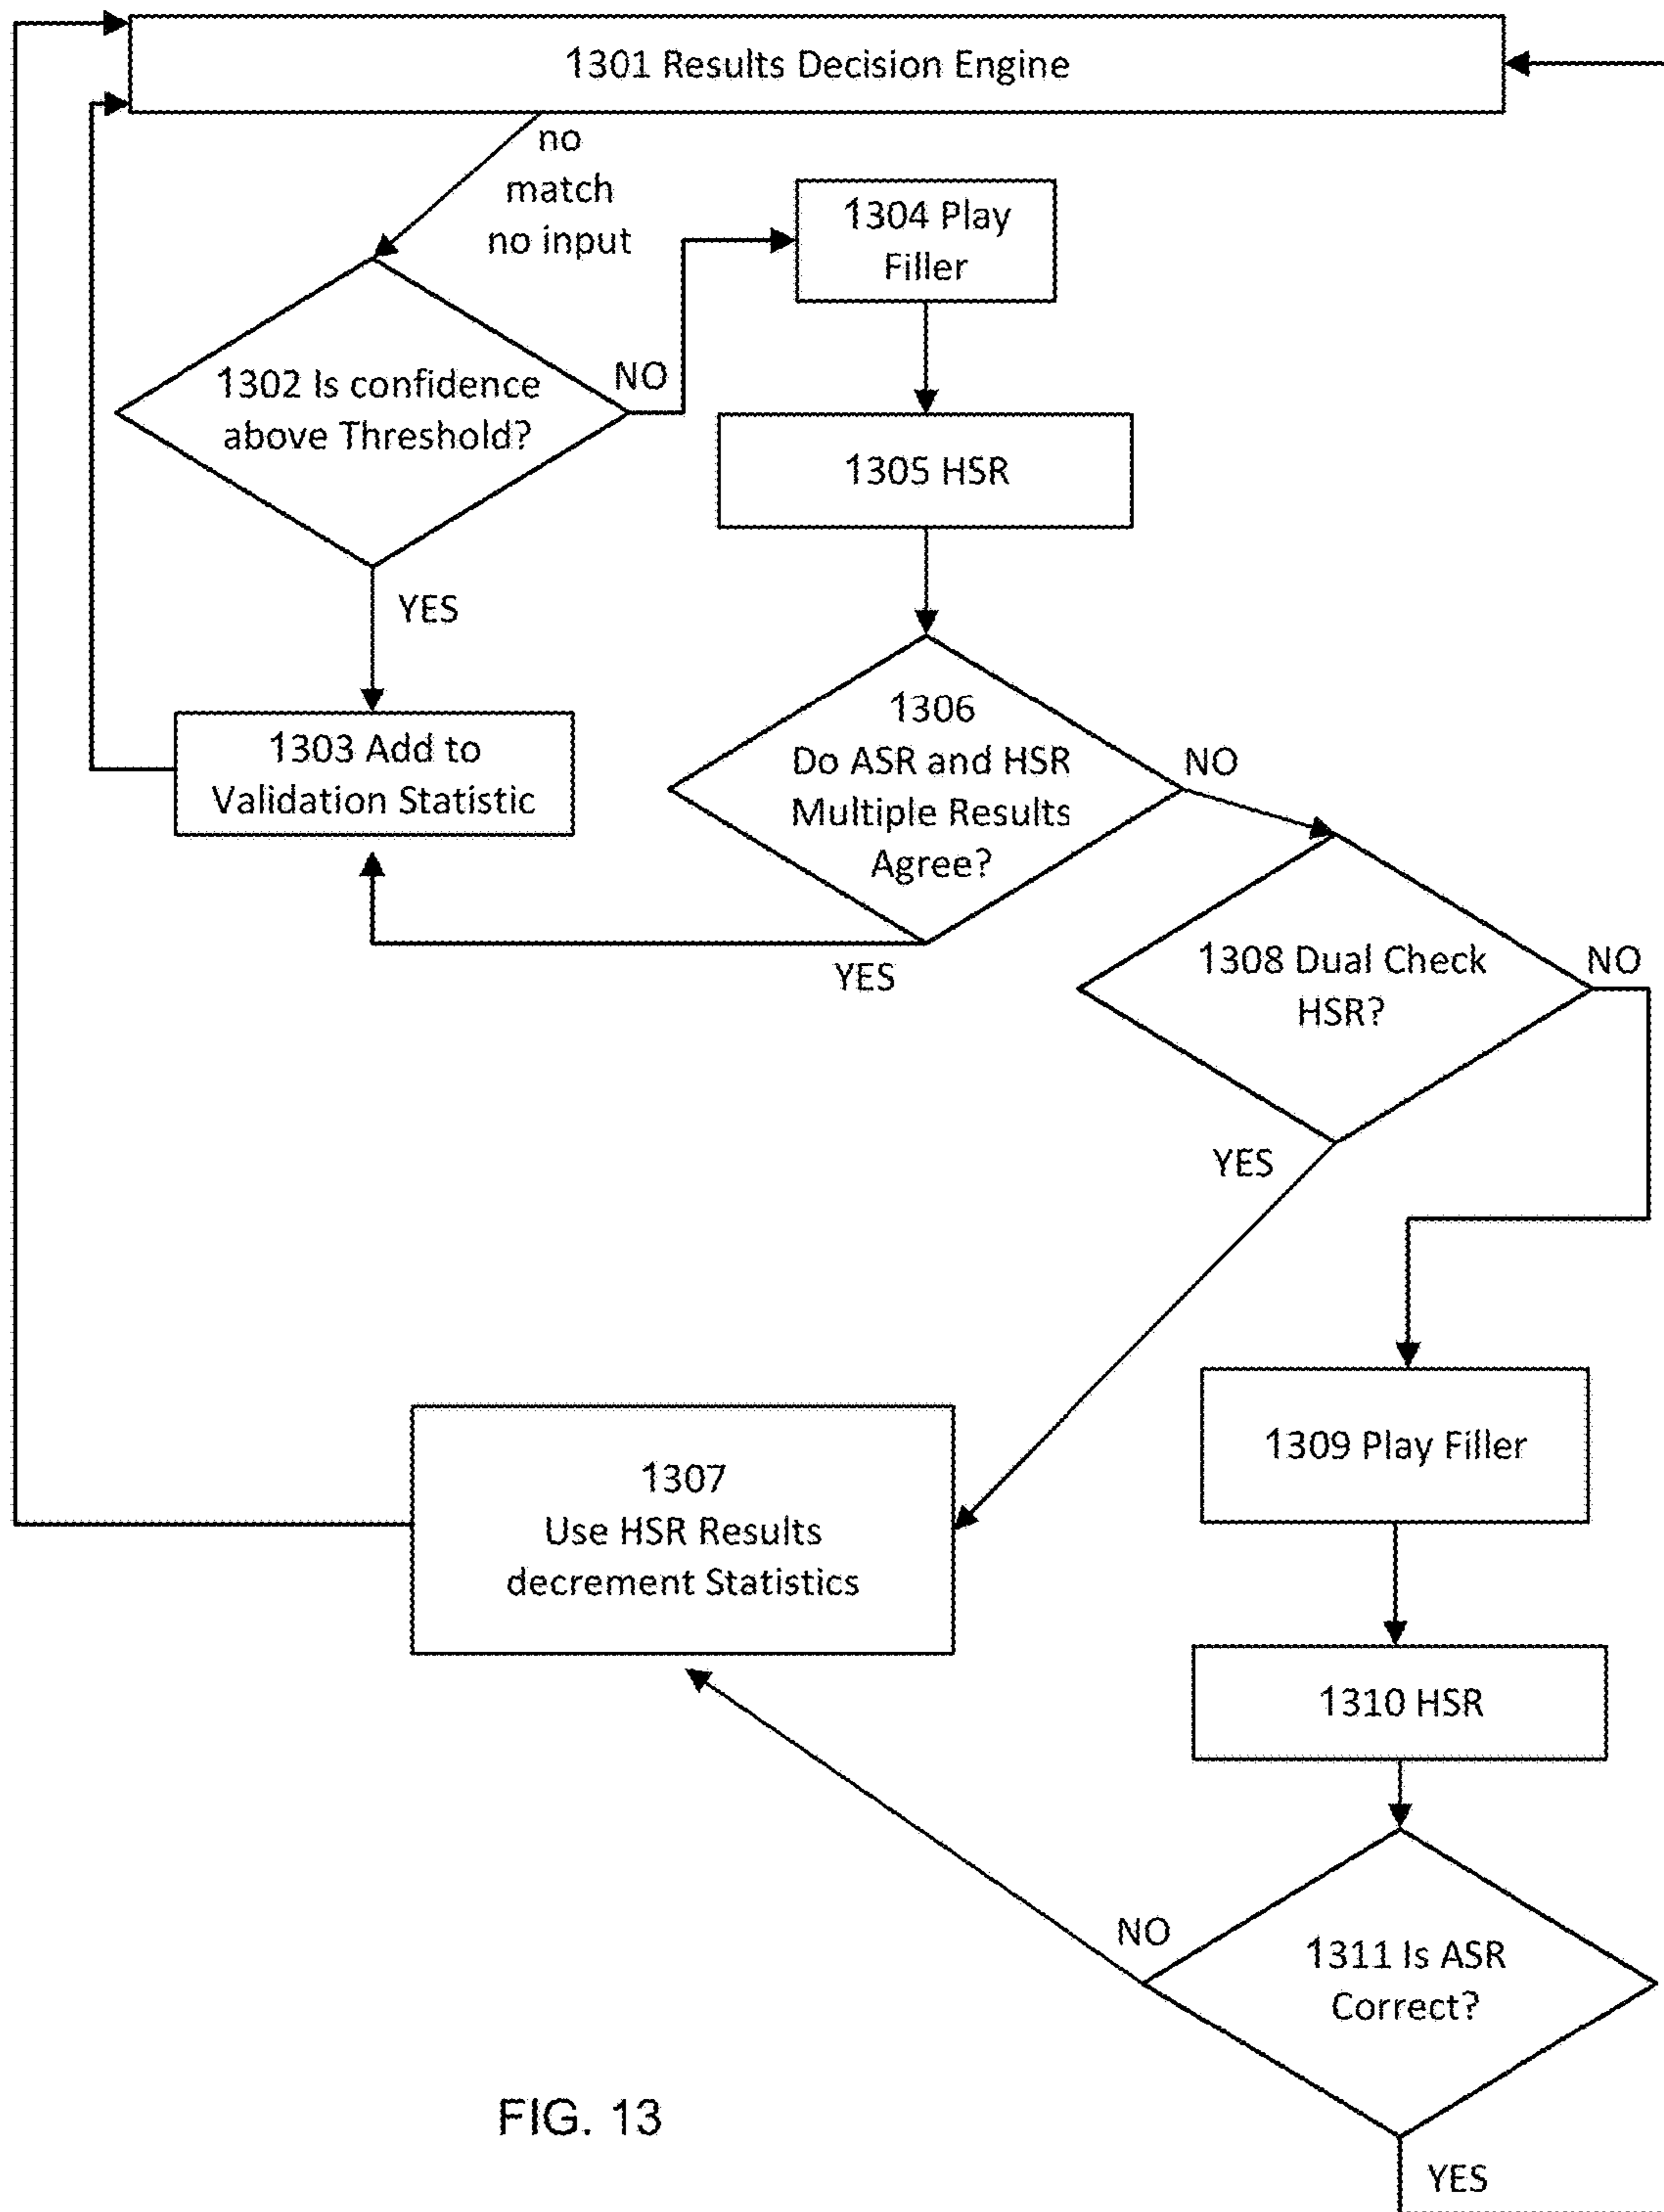 1301 Results Decision Engine
no
match
no input
1304 Play
Filler
1302 Is confidence
above Threshold?
NO
1305 HSR
YES
1303 Add to
Validation Statistic
1306
Do ASR and HSR
Multiple Results
Agree?
NO
YES
1308 Dual Check
HSR?
NO
YES
1309 Play Filler
1307
Use HSR Results
decrement Statistics
1310 HSR
NO
1311 Is ASR
Correct?
YES
FIG. 13